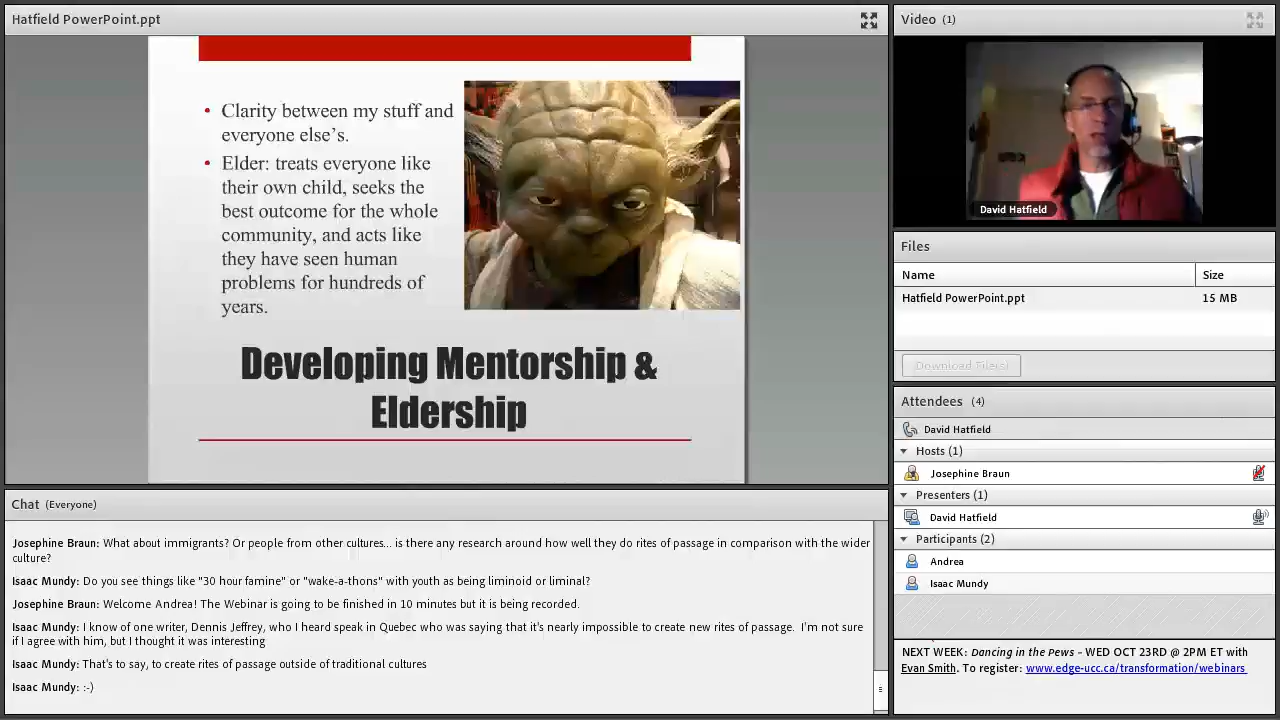 Hatfield PowerPoint.ppt
• Clarity between my stuff and
everyone else's.
• Elder: treats everyone like
their own child, seeks the
best outcome for the whole
community, and acts like
they have seen human
problems for hundreds of
years.
Developing Mentorship &
Eldership
Chat (Everyone)
Josephine Braun: What about immigrants? Or people from other cultures... is there any research around how well they do rites of passage in comparison with the wider
culture?
Isaac Mundy: Do you see things like "30 hour famine" or "wake-a-thons" with youth as being liminoid or liminal?
Josephine Braun: Welcome Andrea! The Webinar is going to be finished in 10 minutes but it is being recorded.
Isaac Mundy: I know of one writer, Dennis Jeffrey, who I heard speak in Quebec who was saying that it's nearly impossible to create new rites of passage. I'm not sure
if I agree with him, but I thought it was interesting
Isaac Mundy: That's to say, to create rites of passage outside of traditional cultures
Isaac Mundy: :-)
Video (1)
David Hatfield
Files
Name Size
Hatfield PowerPoint.ppt 15 MB
Download File(s)
Attendees (4)
David Hatfield
Hosts (1)
Josephine Braun
Presenters (1)
David Hatfield
Participants (2)
Andrea
Isaac Mundy
NEXT WEEK: Dancing in the Pews - WED OCT 23RD @ 2PM ET with
Evan Smith. To register: www.edge-ucc.ca/transformation/webinars